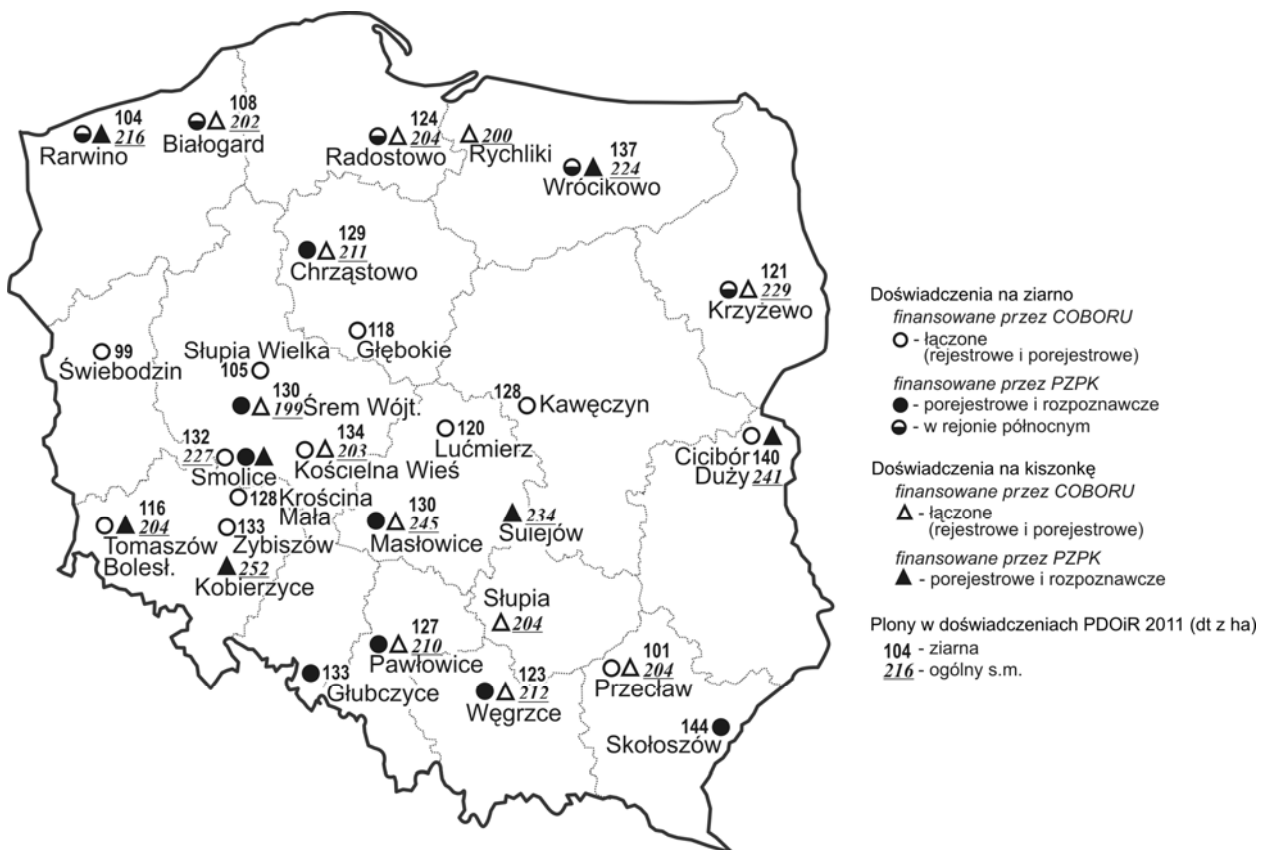 104
216
Rarwino
108
202
Białogard
124
204
Radostowo
200
Rychliki
137
224
Wrócikowo
129
211
Chrząstowo
121
229
Krzyżewo
118
Głębokie
99
Świebodzin
Słupia Wielka
105
130
199 Śrem Wójt.
128 Kawęczyn
120
Lućmierz
134
203
Kościelna Wieś
132
227
Smolice
Cicibór 140
Duży 241
128 Krościna
Mała
116
204
Tomaszów
Bolesł.
133
Zybiszów
252
Kobierzyce
130
245
Masłowice
234
Sulejów
Słupia
204
127
210
Pawłowice
133
Głubczyce
123
212
Węgrzce
101
204
Przecław
144
Skołoszów
Doświadczenia na ziarno
finansowane przez COBORU
- łączone
(rejestrowe i porejestrowe)
finansowane przez PZPK
- porejestrowe i rozpoznawcze
- w rejonie północnym
Doświadczenia na kiszonkę
finansowane przez COBORU
- łączone
(rejestrowe i porejestrowe)
finansowane przez PZPK
- porejestrowe i rozpoznawcze
Plony w doświadczeniach PDOiR 2011 (dt z ha)
104 - ziarna
216 - ogólny s.m.